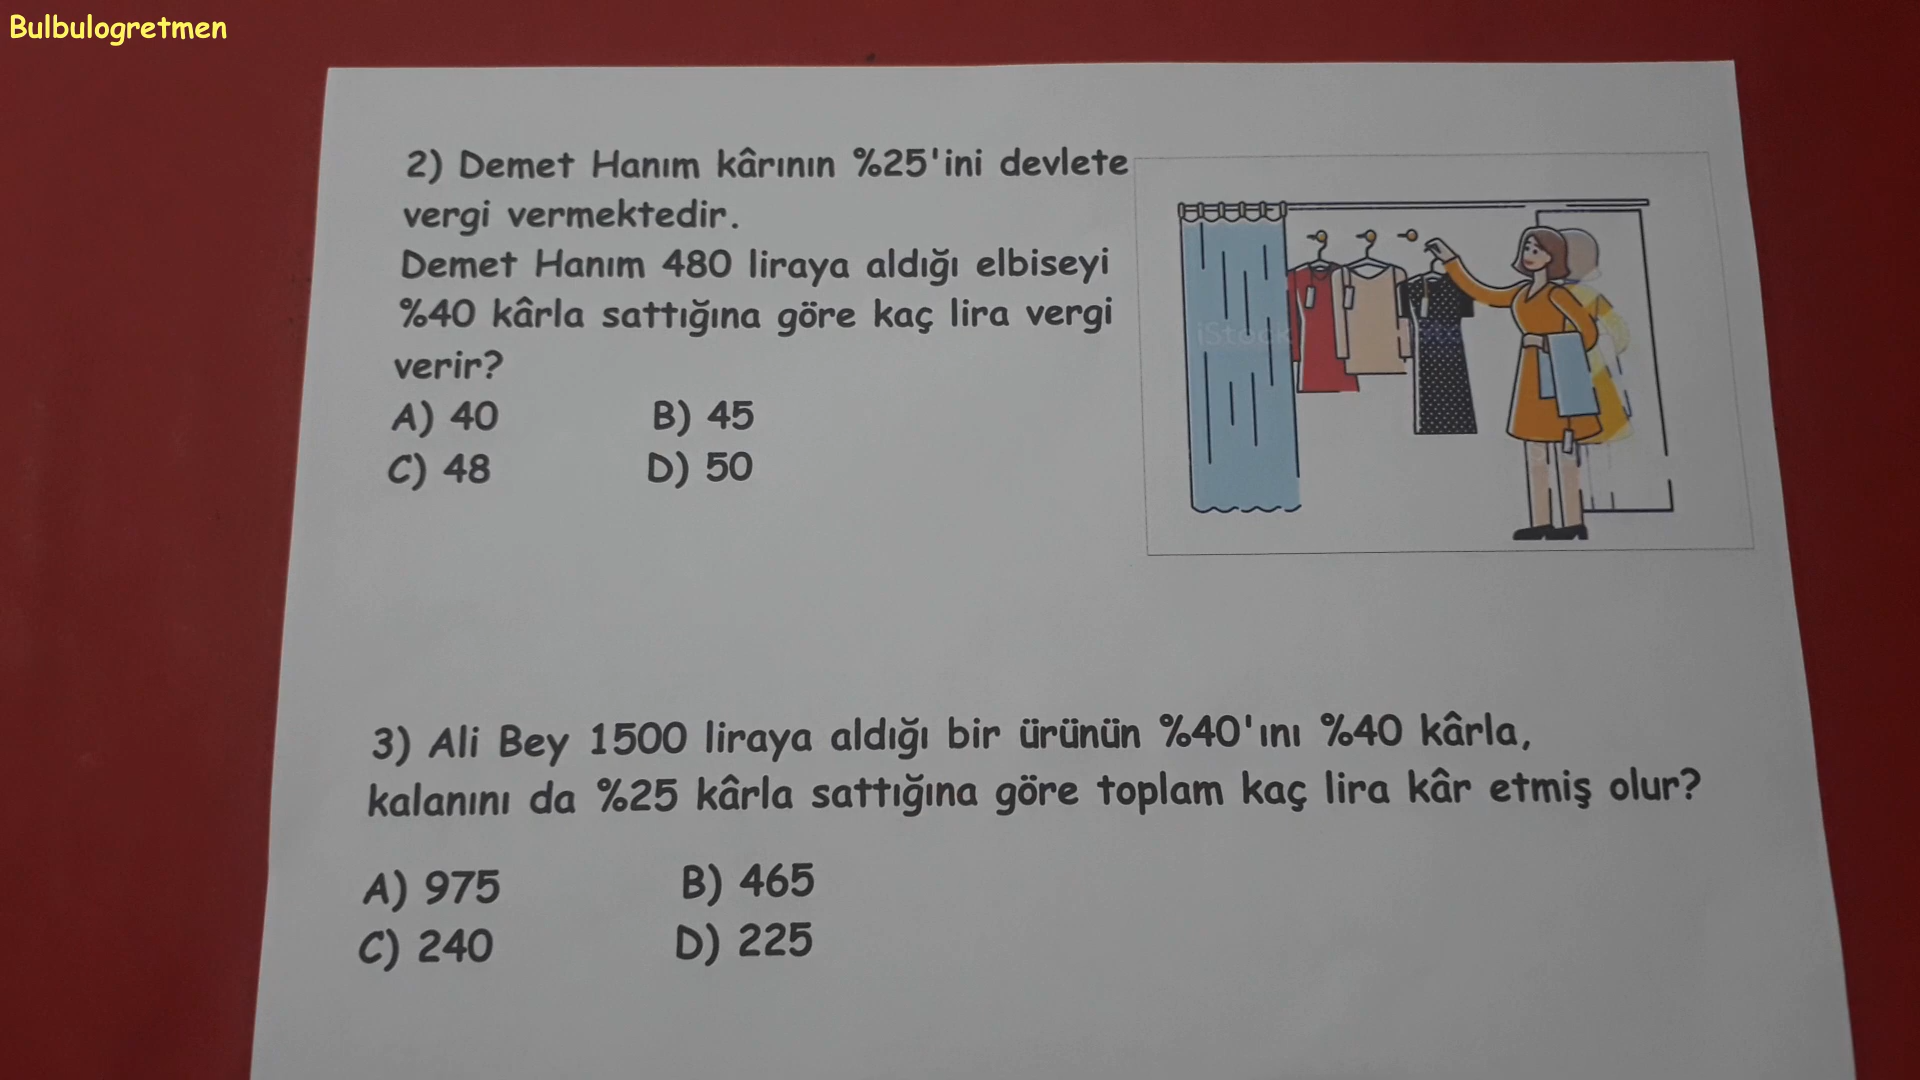 Bulbulogretmen
2) Demet Hanım kârının %25'ini devlete
vergi vermektedir.
Demet Hanım 480 liraya aldığı elbiseyi
%40 kârla sattığına göre kaç lira vergi
verir?
A) 40 B) 45
C) 48 D) 50
iStock
3) Ali Bey 1500 liraya aldığı bir ürünün %40'ını %40 kârla,
kalanını da %25 kârla sattığına göre toplam kaç lira kâr etmiş olur?
A) 975 B) 465
C) 240 D) 225